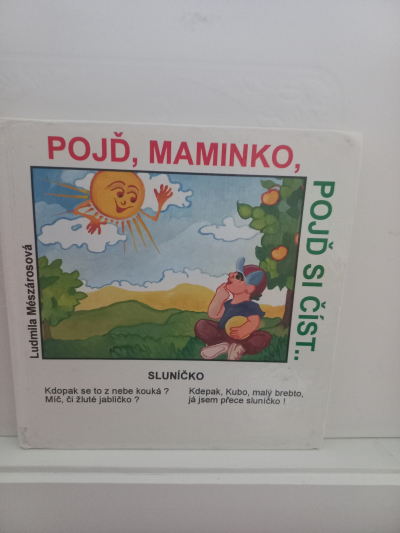 POJĎ, MAMINKO,
POJĎ SI ČÍST..
Ludmila Mészárosová
SLUNÍČKO
Kdopak se to z nebe kouká ?
Míč, či žluté jablíčko ?
Kdepak, Kubo, malý brebto,
já jsem přece sluníčko !